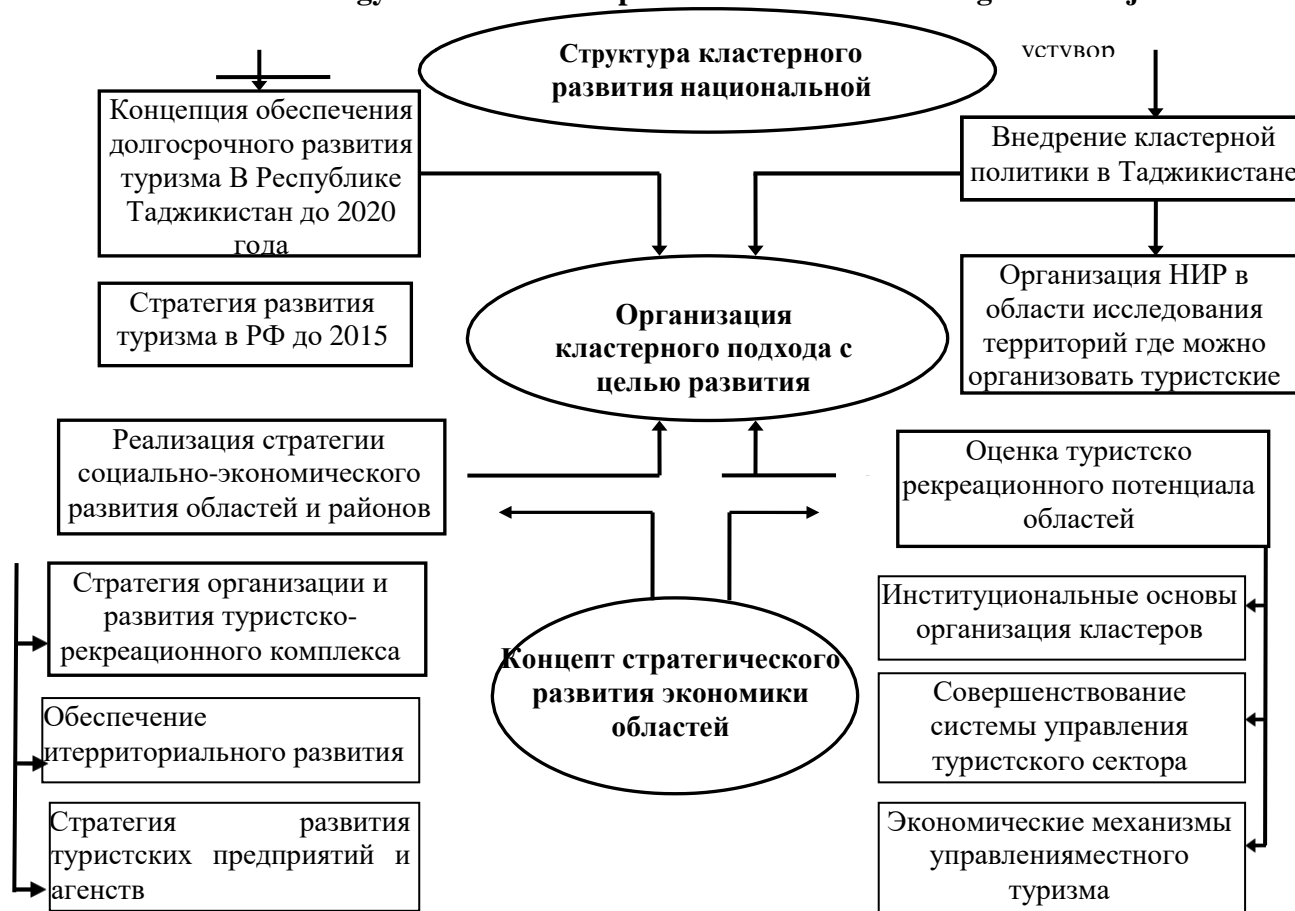 Структура кластерного
развития национальной
устувор
Концепция обеспечения
долгосрочного развития
туризма В Республике
Таджикистан до 2020
года
Внедрение кластерной
политики в Таджикистане
Стратегия развития
туризма в РФ до 2015
Организация
кластерного подхода с
целью развития
Организация НИР в
области исследования
территорий где можно
организовать туристские
Реализация стратегии
социально-экономического
развития областей и районов
Оценка туристско
рекреационного потенциала
областей
Стратегия организации и
развития туристско-
рекреационного комплекса
Концепт стратегического
развития экономики
областей
Институциональные основы
организация кластеров
Обеспечение
итерриториального развития
Совершенствование
системы управления
туристского сектора
Стратегия развития
туристских предприятий и
агенств
Экономические механизмы
управленияместного
туризма